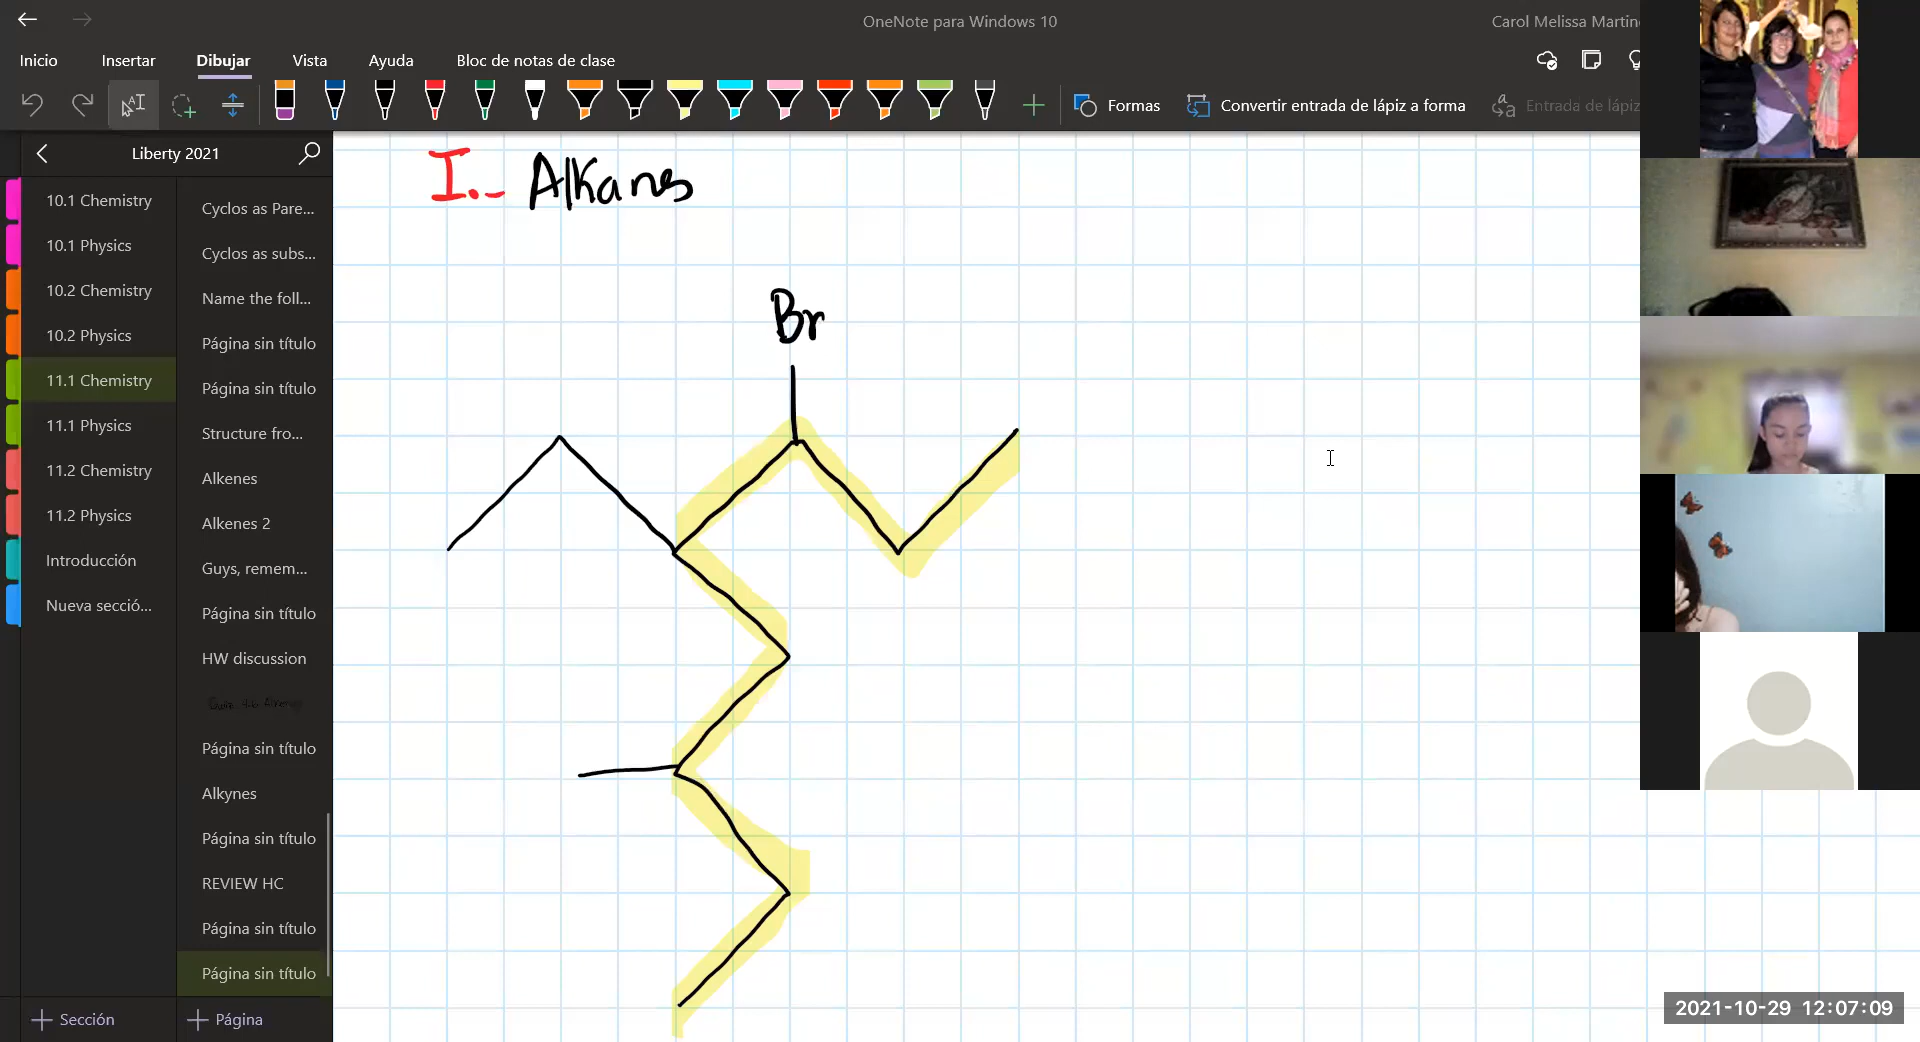 OneNote para Windows 10
Carol Melissa Martin
Inicio Insertar Dibujar Vista Ayuda Bloc de notas de clase
Formas Convertir entrada de lápiz a forma Entrada de lápiz
Liberty 2021
10.1 Chemistry
10.1 Physics
10.2 Chemistry
10.2 Physics
11.1 Chemistry
11.1 Physics
11.2 Chemistry
11.2 Physics
Introducción
Nueva secció...
Sección
Cyclos as Pare...
Cyclos as subs...
Name the foll...
Página sin título
Página sin título
Structure fro...
Alkenes
Alkenes 2
Guys, remem...
Página sin título
HW discussion
Página sin título
Alkynes
Página sin título
REVIEW HC
Página sin título
Página sin título
Página
I.- Alkanes
Br
2021-10-29 12:07:09